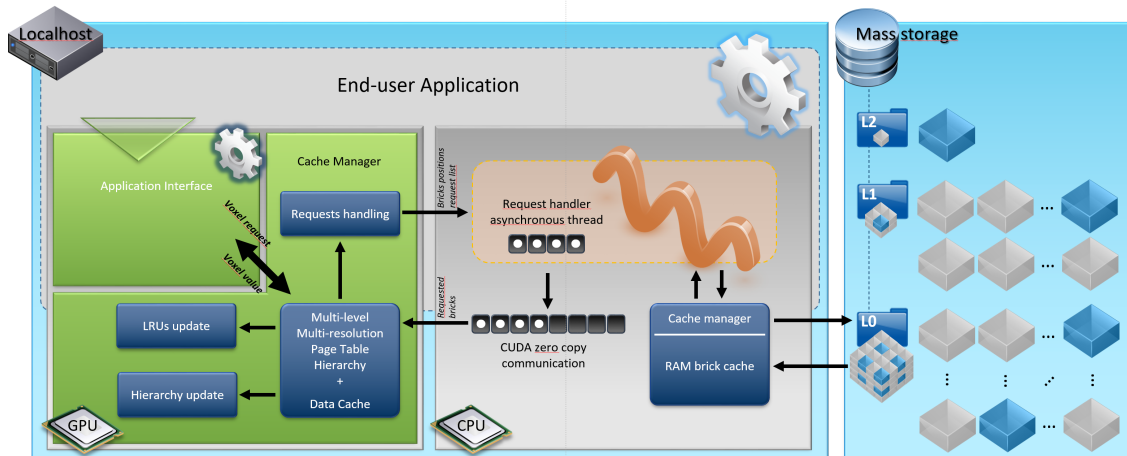 Localhost
Mass storage
End-user Application
Application Interface
Cache Manager
Requests handling
Voxel request
Voxel value
Bricks positions
request list
Request handler
asynchronous thread
Requested
bricks
LRUs update
Hierarchy update
Multi-level
Multi-resolution
Page Table
Hierarchy
+
Data Cache
CUDA zero copy
communication
Cache manager
RAM brick cache
GPU
CPU
L2
L1
...
L0
...
...